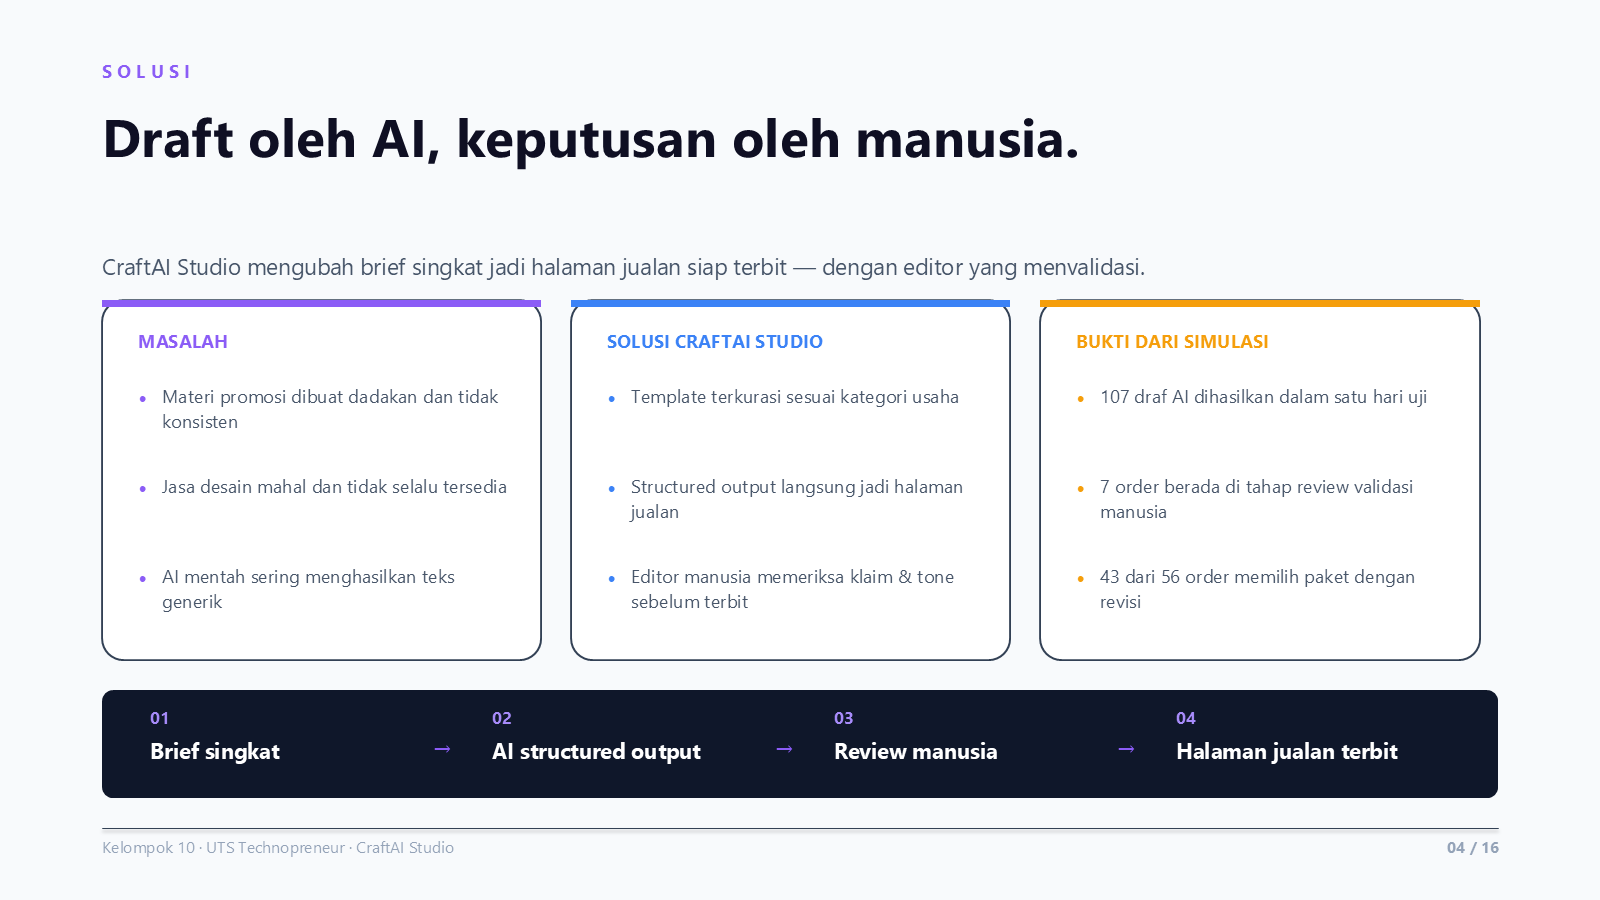 SOLUSI
Draft oleh AI, keputusan oleh manusia.
CraftAI Studio mengubah brief singkat jadi halaman jualan siap terbit — dengan editor yang menvalidasi.
MASALAH
• Materi promosi dibuat dadakan dan tidak
konsisten
• Jasa desain mahal dan tidak selalu tersedia
• AI mentah sering menghasilkan teks
generik
SOLUSI CRAFTAI STUDIO
• Template terkurasi sesuai kategori usaha
• Structured output langsung jadi halaman
jualan
• Editor manusia memeriksa klaim & tone
sebelum terbit
BUKTI DARI SIMULASI
• 107 draf AI dihasilkan dalam satu hari uji
• 7 order berada di tahap review validasi
manusia
• 43 dari 56 order memilih paket dengan
revisi
01
Brief singkat
→
02
AI structured output
→
03
Review manusia
→
04
Halaman jualan terbit
Kelompok 10 · UTS Technopreneur · CraftAI Studio
04 / 16